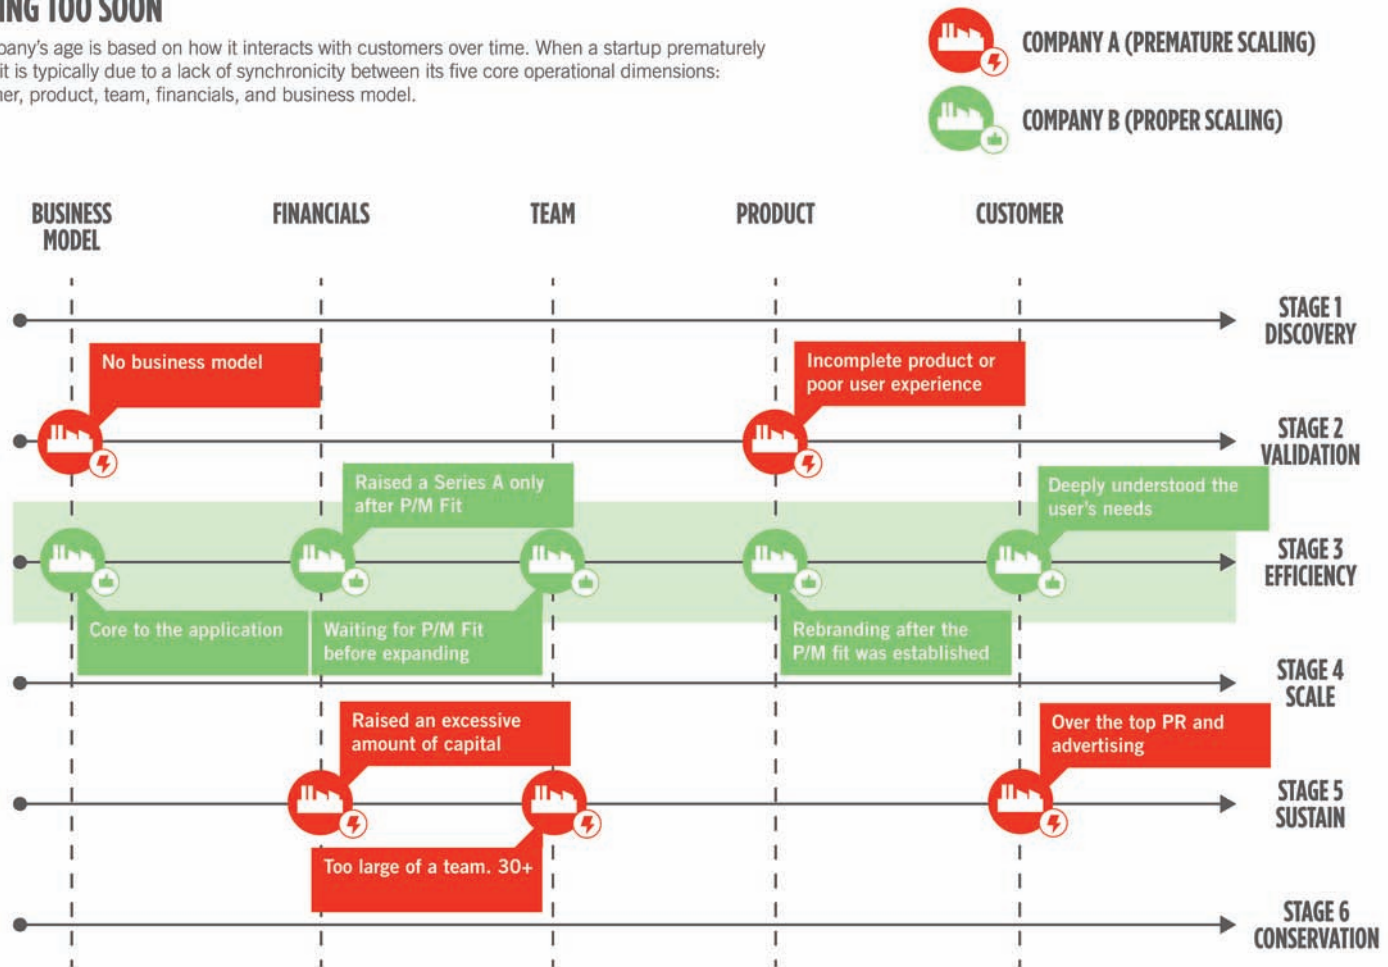 TOO SOON
age is based on how it interacts with customers over time. When a startup prematurely
it is typically due to a lack of synchronicity between its five core operational dimensions:
product, team, financials, and business model.
COMPANY A (PREMATURE SCALING)
COMPANY B (PROPER SCALING)
BUSINESS
MODEL
FINANCIALS
TEAM
PRODUCT
CUSTOMER
STAGE 1
DISCOVERY
No business model
Incomplete product or
poor user experience
STAGE 2
VALIDATION
Raised a Series A only
after P/M Fit
Deeply understood the
user's needs
STAGE 3
EFFICIENCY
Core to the application
Waiting for P/M Fit
before expanding
Rebranding after the
P/M fit was established
STAGE 4
SCALE
Raised an excessive
amount of capital
Over the top PR and
advertising
STAGE 5
SUSTAIN
Too large of a team. 30+
STAGE 6
CONSERVATION